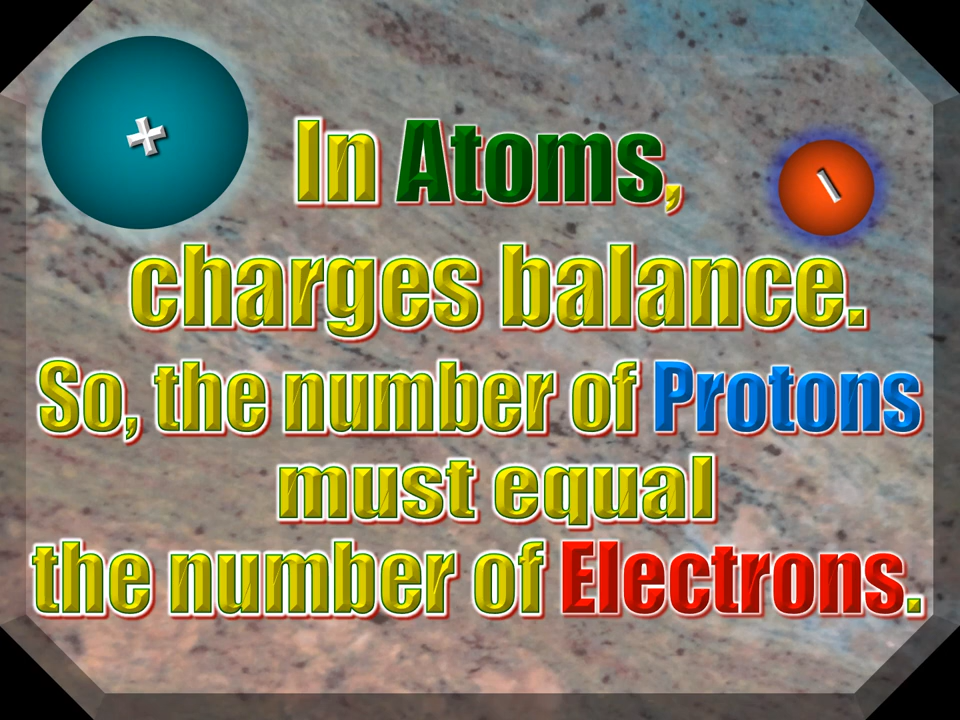 +
In Atoms,
–
charges balance.
So, the number of Protons
must equal
the number of Electrons.